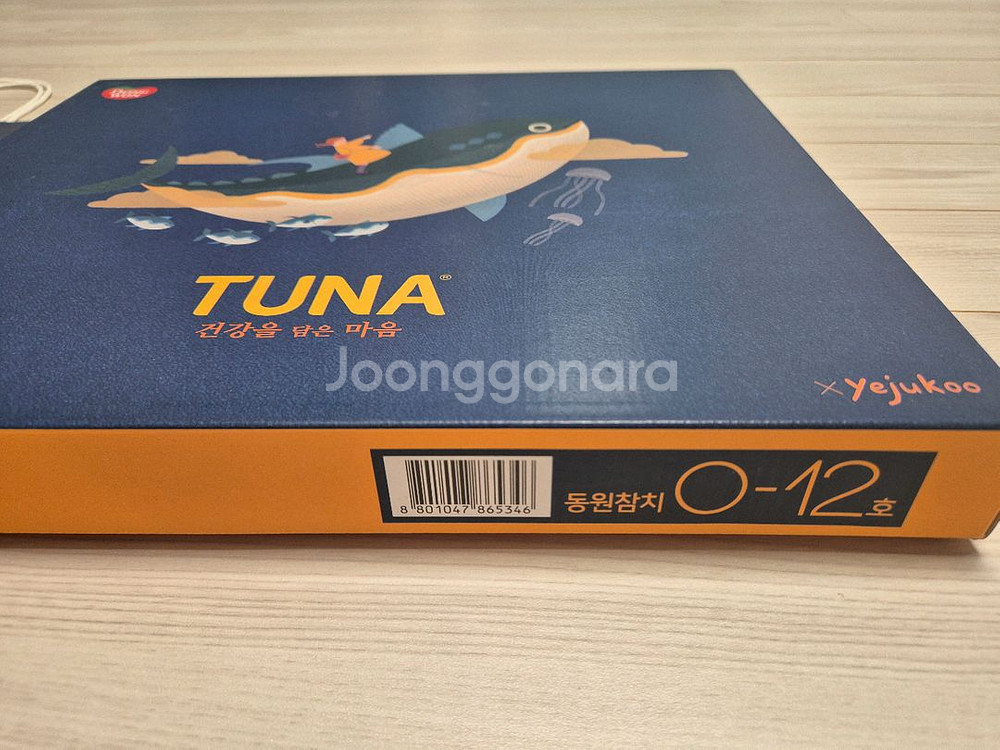 Dongwon
TUNA®
건강을 담은 마음
Joonggonara
×yejukoo
8 801047 865346
동원참치 O-12호